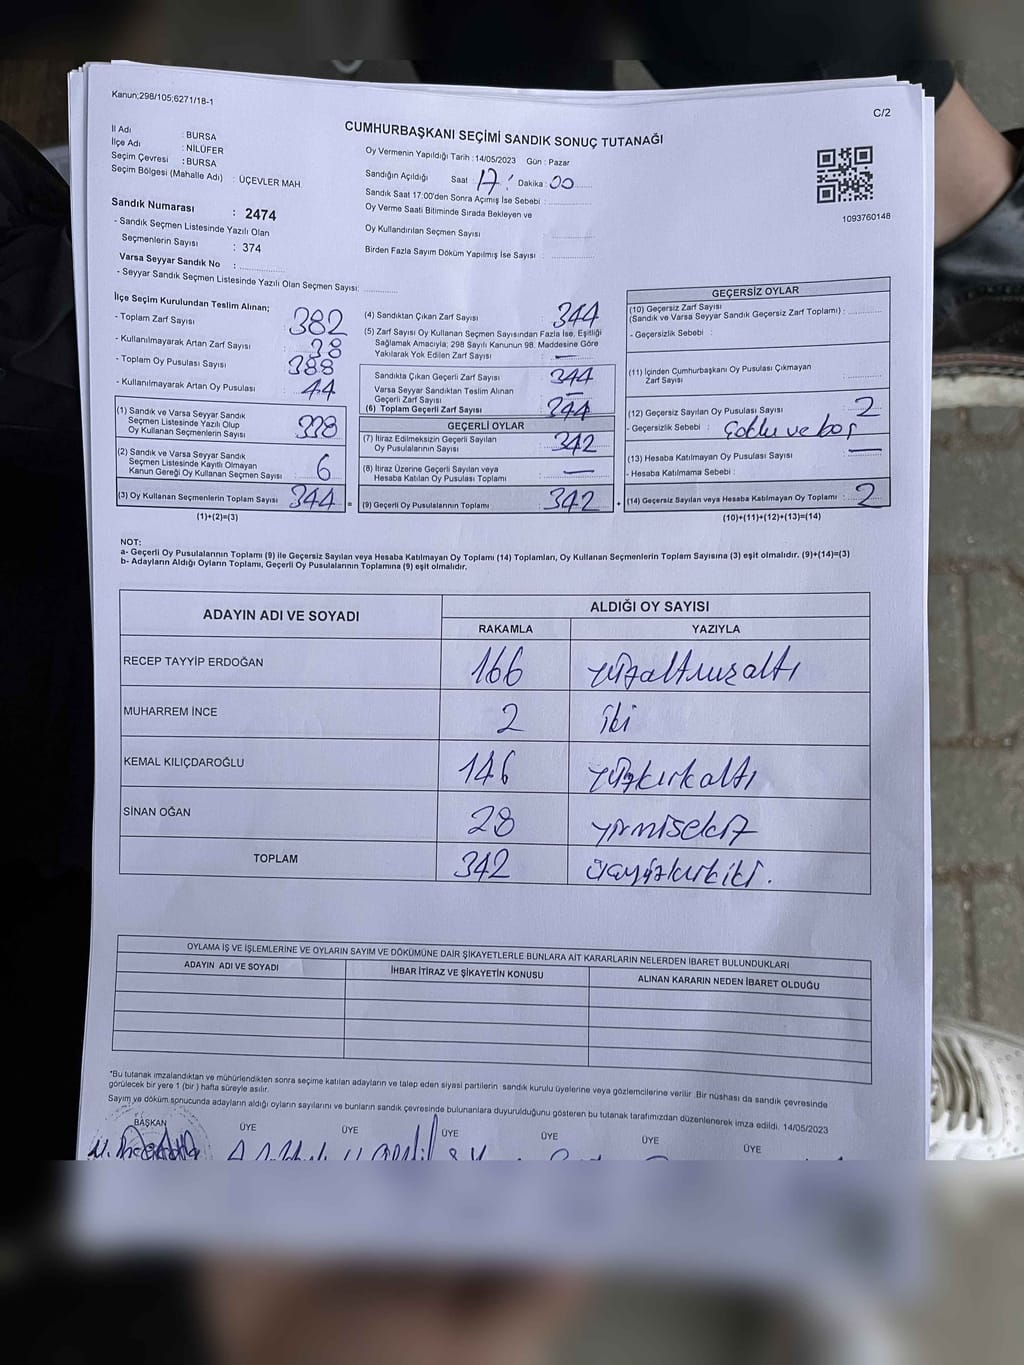 Kanun;298/105;6271/18-1
C/2
CUMHURBAŞKANI SEÇİMİ SANDIK SONUÇ TUTANAĞI
İl Adı : BURSA
İlçe Adı : NİLÜFER
Seçim Çevresi : BURSA
Seçim Bölgesi (Mahalle Adı) : ÜÇEVLER MAH
Oy Vermenin Yapıldığı Tarih : 14/05/2023 Gün : Pazar
Sandığın Açıldığı Saat : 17: Dakika : 00
Sandık Saat 17:00'den Sonra Açımış İse Sebebi :
Oy Verme Saati Bitiminde Sırada Bekleyen ve
Oy Kullandırılan Seçmen Sayısı
Birden Fazla Sayım Döküm Yapılmış İse Sayısı :
1093760148
Sandık Numarası : 2474
- Sandık Seçmen Listesinde Yazılı Olan
Seçmenlerin Sayısı : 374
Varsa Seyyar Sandık No :
- Seyyar Sandık Seçmen Listesinde Yazılı Olan Seçmen Sayısı:
İlçe Seçim Kurulundan Teslim Alınan;
- Toplam Zarf Sayısı : 382
- Kullanılmayarak Artan Zarf Sayısı : 38
- Toplam Oy Pusulası Sayısı : 388
- Kullanılmayarak Artan Oy Pusulası : 44
(1) Sandık ve Varsa Seyyar Sandık
Seçmen Listesinde Yazılı Olup
Oy Kullanan Seçmenlerin Sayısı 338
(2) Sandık ve Varsa Seyyar Sandık
Seçmen Listesinde Kayıtlı Olmayan
Kanun Gereği Oy Kullanan Seçmen Sayısı 6
(3) Oy Kullanan Seçmenlerin Toplam Sayısı 344 =
(1)+(2)=(3)
(4) Sandıktan Çıkan Zarf Sayısı : 344
(5) Zarf Sayısı Oy Kullanan Seçmen Sayısından Fazla İse, Eşitliği
Sağlamak Amacıyla; 298 Sayılı Kanunun 98. Maddesine Göre
Yakılarak Yok Edilen Zarf Sayısı : —
Sandıkta Çıkan Geçerli Zarf Sayısı : 344
Varsa Seyyar Sandıktan Teslim Alınan
Geçerli Zarf Sayısı : —
(6) Toplam Geçerli Zarf Sayısı : 344
GEÇERLİ OYLAR
(7) İtiraz Edilmeksizin Geçerli Sayılan
Oy Pusulalarının Sayısı : 342
(8) İtiraz Üzerine Geçerli Sayılan veya
Hesaba Katılan Oy Pusulası Toplamı : —
(9) Geçerli Oy Pusulalarının Toplamı : 342 +
GEÇERSİZ OYLAR
(10) Geçersiz Zarf Sayısı
(Sandık ve Varsa Seyyar Sandık Geçersiz Zarf Toplamı) :
- Geçersizlik Sebebi :
(11) İçinden Cumhurbaşkanı Oy Pusulası Çıkmayan
Zarf Sayısı :
(12) Geçersiz Sayılan Oy Pusulası Sayısı : 2
- Geçersizlik Sebebi : Çoklu ve boş
(13) Hesaba Katılmayan Oy Pusulası Sayısı : —
- Hesaba Katılmama Sebebi :
(14) Geçersiz Sayılan veya Hesaba Katılmayan Oy Toplamı : 2
(10)+(11)+(12)+(13)=(14)
NOT:
a- Geçerli Oy Pusulalarının Toplamı (9) ile Geçersiz Sayılan veya Hesaba Katılmayan Oy Toplamı (14) Toplamları, Oy Kullanan Seçmenlerin Toplam Sayısına (3) eşit olmalıdır. (9)+(14)=(3)
b- Adayların Aldığı Oyların Toplamı, Geçerli Oy Pusulalarının Toplamına (9) eşit olmalıdır.
ADAYIN ADI VE SOYADI ALDIĞI OY SAYISI
RAKAMLA YAZIYLA
RECEP TAYYİP ERDOĞAN 166 yüzaltmışaltı
MUHARREM İNCE 2 iki
KEMAL KILIÇDAROĞLU 146 yüzkırkaltı
SİNAN OĞAN 28 yirmisekiz
TOPLAM 342 üçyüzkırkiki.
OYLAMA İŞ VE İŞLEMLERİNE VE OYLARIN SAYIM VE DÖKÜMÜNE DAİR ŞİKAYETLERLE BUNLARA AİT KARARLARIN NELERDEN İBARET BULUNDUKLARI
ADAYIN ADI VE SOYADI İHBAR İTİRAZ VE ŞİKAYETİN KONUSU ALINAN KARARIN NEDEN İBARET OLDUĞU
*Bu tutanak imzalandıktan ve mühürlendikten sonra seçime katılan adayların ve talep eden siyasi partilerin sandık kurulu üyelerine veya gözlemcilerine verilir. Bir nüshası da sandık çevresinde
görülecek bir yere 1 (bir) hafta süreyle asılır.
Sayım ve döküm sonucunda adayların aldığı oyların sayılarını ve bunların sandık çevresinde bulunanlara duyurulduğunu gösteren bu tutanak tarafımızdan düzenlenerek imza edildi. 14/05/2023
BAŞKAN ÜYE ÜYE ÜYE ÜYE ÜYE ÜYE